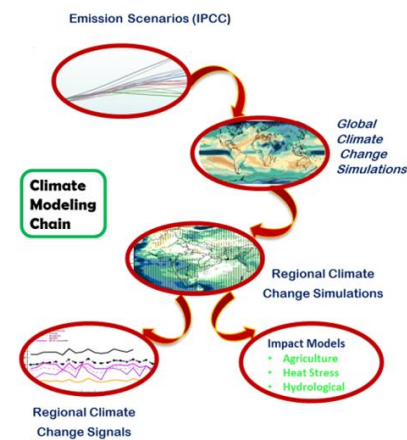 Emission Scenarios (IPCC)
Global
Climate
Change
Simulations
Climate
Modeling
Chain
Regional Climate
Change Simulations
Impact Models
• Agriculture
• Heat Stress
• Hydrological
Regional Climate
Change Signals